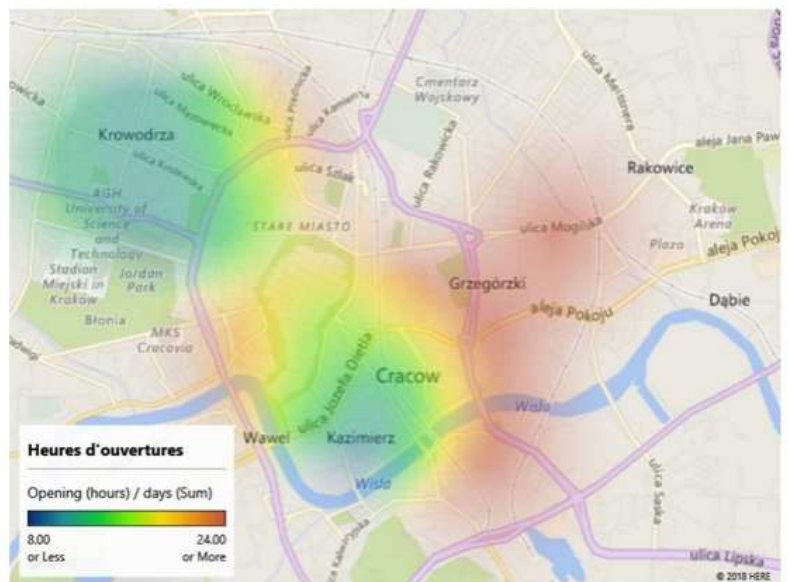 owicka
ulica Wrocławska
ulica Mazowiecka
ulica Prądnicka
ulica Kamienna
Cmentarz
Wojskowy
ulica Meissnera
Krowodrza
ulica Królewska
ulica Szlak
ulica Rakowicka
aleja Jana Paw
Rakowice
AGH
University of
Science
and
Technology
Stadion
Miejski in
Kraków
Jordan
Park
Błonia
STARE MIASTO
ulica Mogilska
Kraków
Arena
Plaza
aleja Pokoj
Grzegórzki
aleja Pokoju
Dąbie
MKS
Cracovia
ulica Józefa Dietla
Cracow
Wisła
Wawel
Kazimierz
Wisła
ulica Saska
ulica Lipska
Heures d'ouvertures
Opening (hours) / days (Sum)
8.00
or Less
24.00
or More
© 2018 HERE